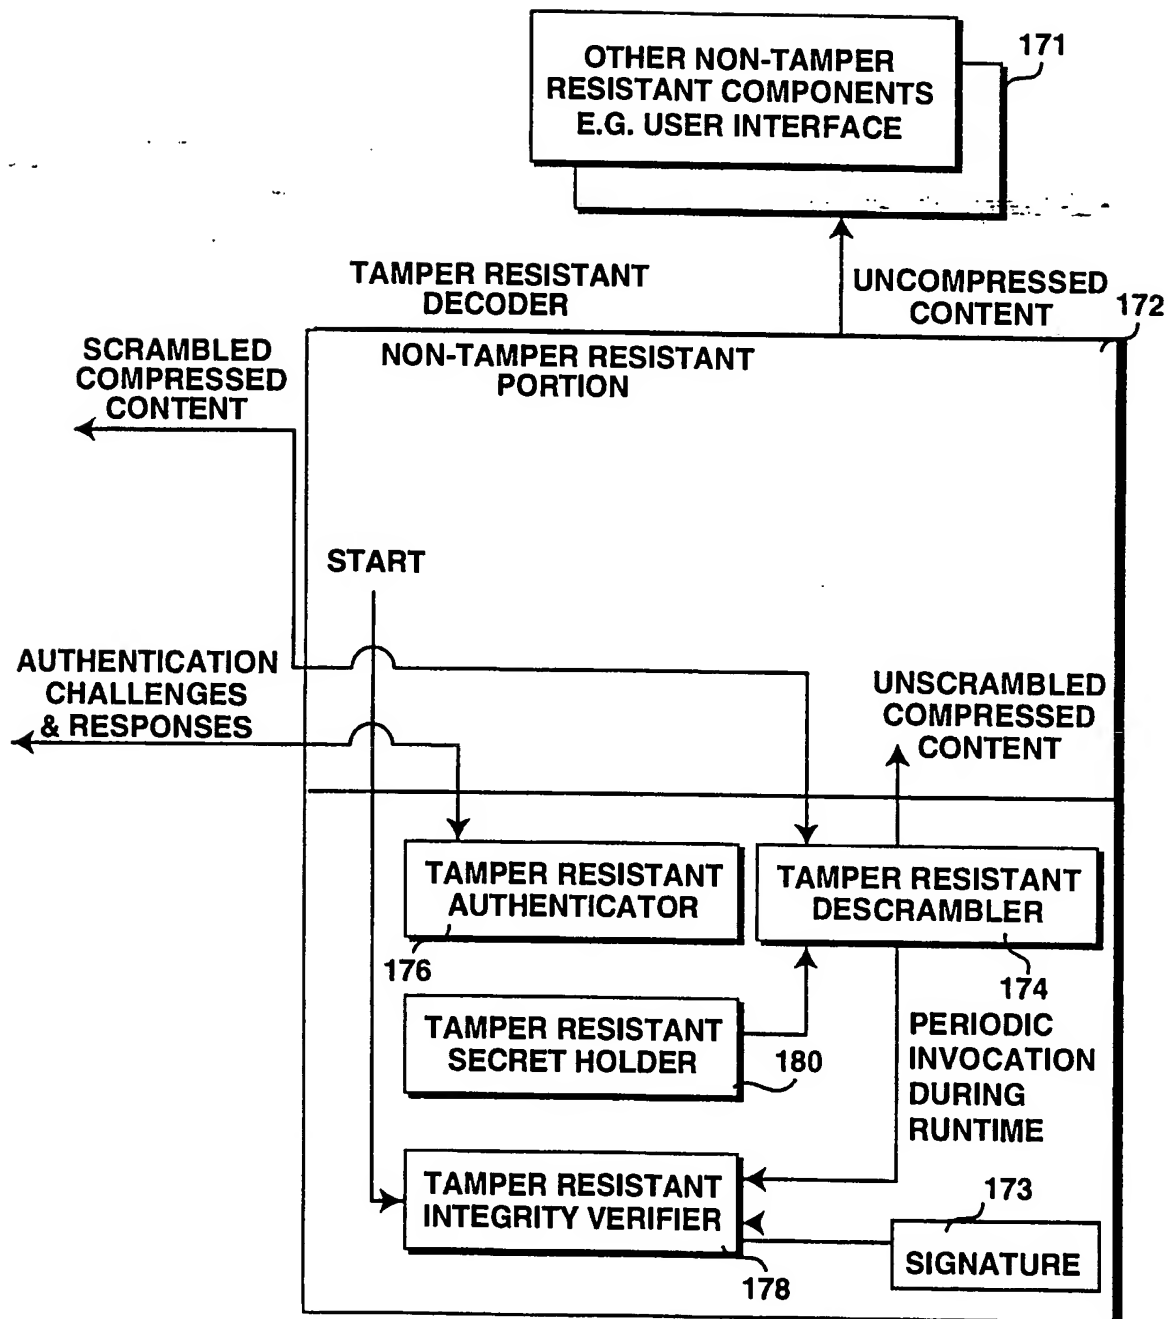 OTHER NON-TAMPER
RESISTANT COMPONENTS
E.G. USER INTERFACE
171
TAMPER RESISTANT
DECODER
UNCOMPRESSED
CONTENT
172
SCRAMBLED
COMPRESSED
CONTENT
NON-TAMPER RESISTANT
PORTION
START
AUTHENTICATION
CHALLENGES
& RESPONSES
UNSCRAMBLED
COMPRESSED
CONTENT
TAMPER RESISTANT
AUTHENTICATOR
176
TAMPER RESISTANT
DESCRAMBLER
174
TAMPER RESISTANT
SECRET HOLDER
180
PERIODIC
INVOCATION
DURING
RUNTIME
TAMPER RESISTANT
INTEGRITY VERIFIER
178
173
SIGNATURE